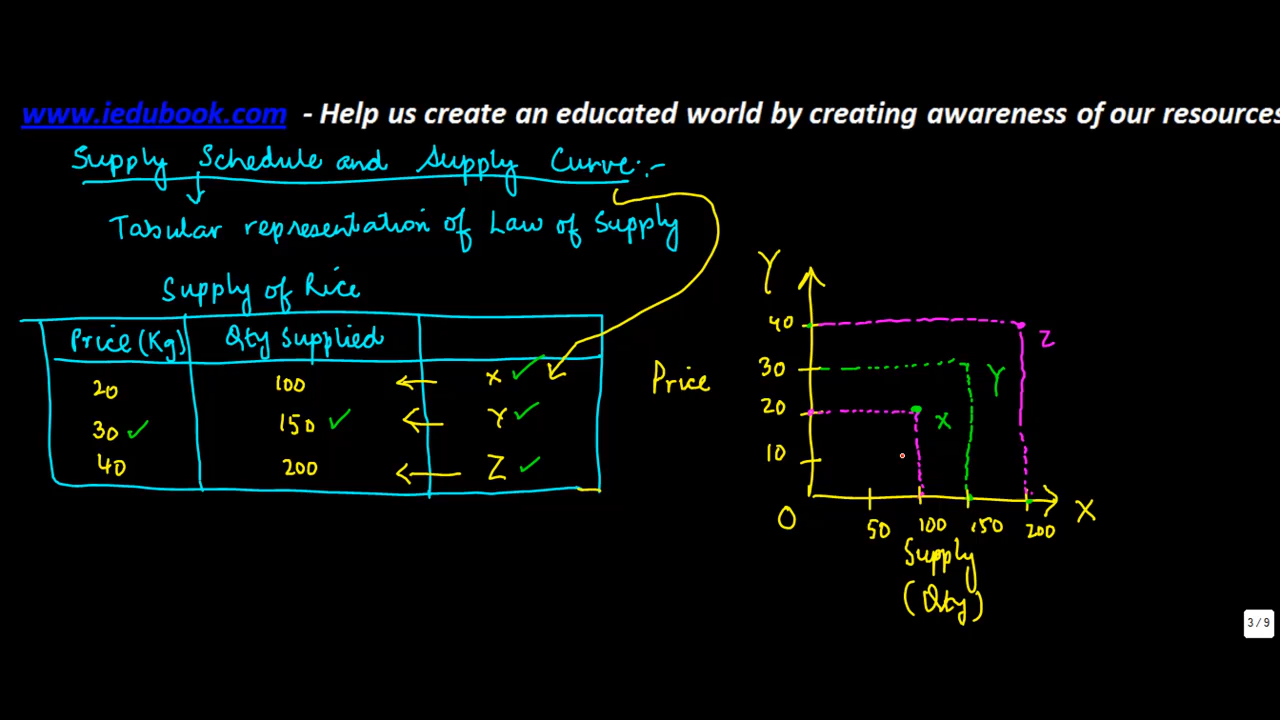 www.iedubook.com - Help us create an educated world by creating awareness of our resources
Supply Schedule and Supply Curve:-
Tabular representation of Law of Supply
Supply of Rice
Price (Kg) Qty Supplied
20 100 X
30 150 Y
40 200 Z
Y
40 Z
30 Y
Price
20 X
10
O X
50 100 150 200
Supply
(Qty)
3 / 9